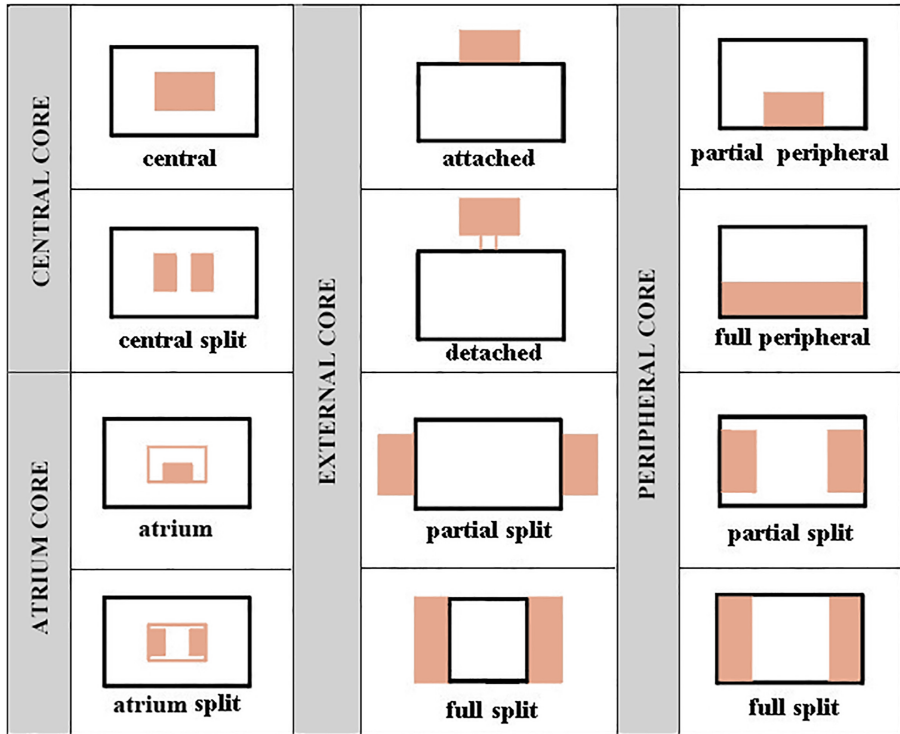 CENTRAL CORE
central
central split
ATRIUM CORE
atrium
atrium split
EXTERNAL CORE
attached
detached
partial split
full split
PERIPHERAL CORE
partial peripheral
full peripheral
partial split
full split